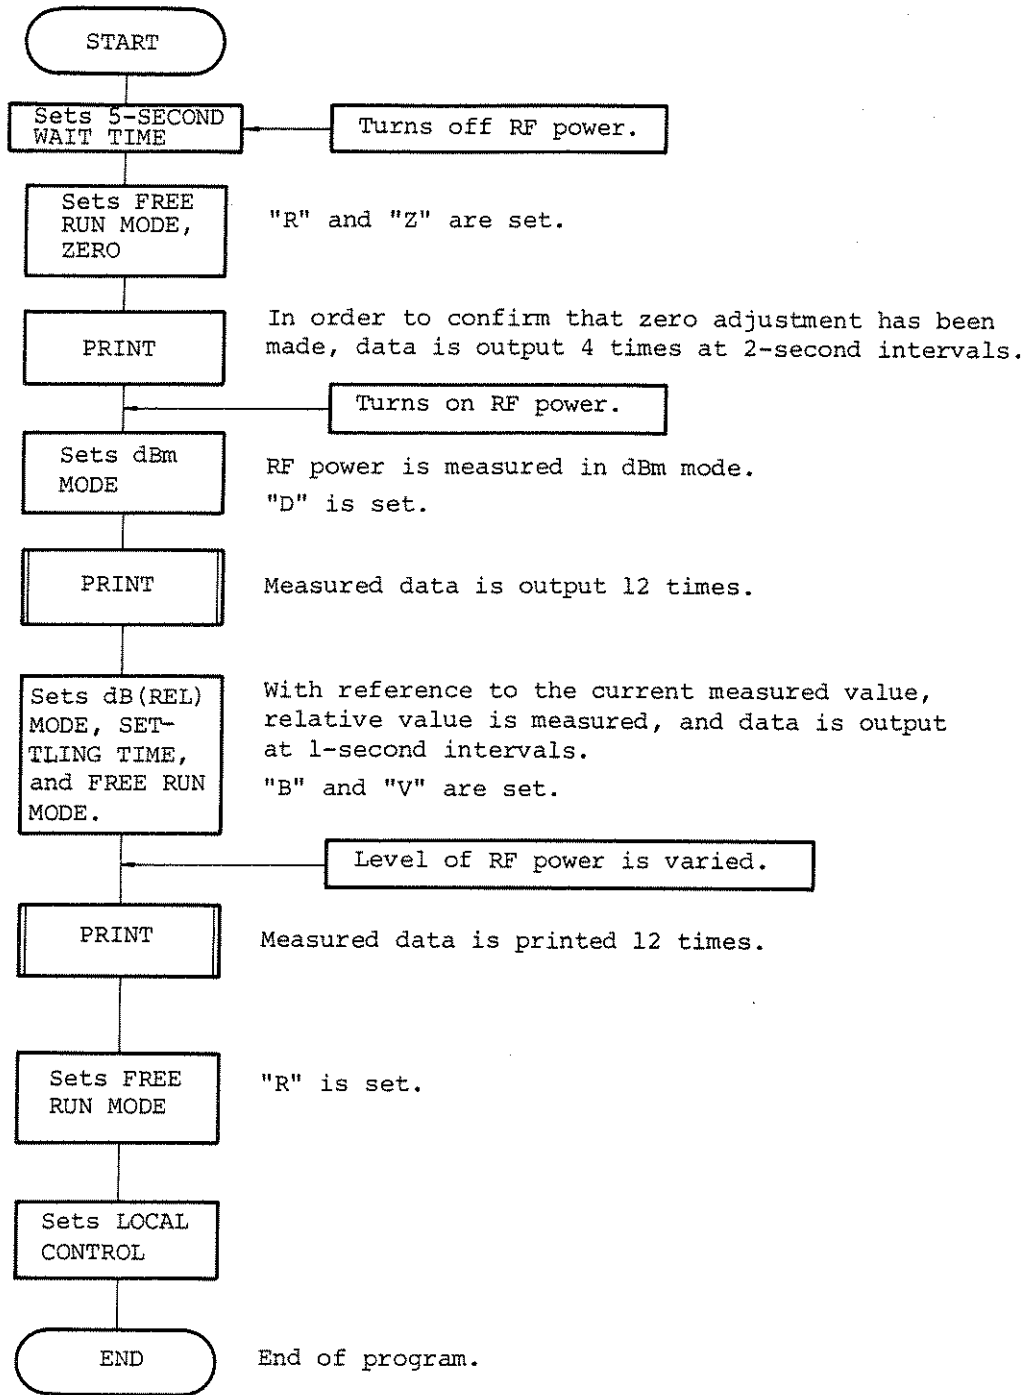 START
Sets 5-SECOND
WAIT TIME
Turns off RF power.
Sets FREE
RUN MODE,
ZERO
"R" and "Z" are set.
PRINT
In order to confirm that zero adjustment has been
made, data is output 4 times at 2-second intervals.
Turns on RF power.
Sets dBm
MODE
RF power is measured in dBm mode.
"D" is set.
PRINT
Measured data is output 12 times.
Sets dB(REL)
MODE, SET-
TLING TIME,
and FREE RUN
MODE.
With reference to the current measured value,
relative value is measured, and data is output
at 1-second intervals.
"B" and "V" are set.
Level of RF power is varied.
PRINT
Measured data is printed 12 times.
Sets FREE
RUN MODE
"R" is set.
Sets LOCAL
CONTROL
END
End of program.